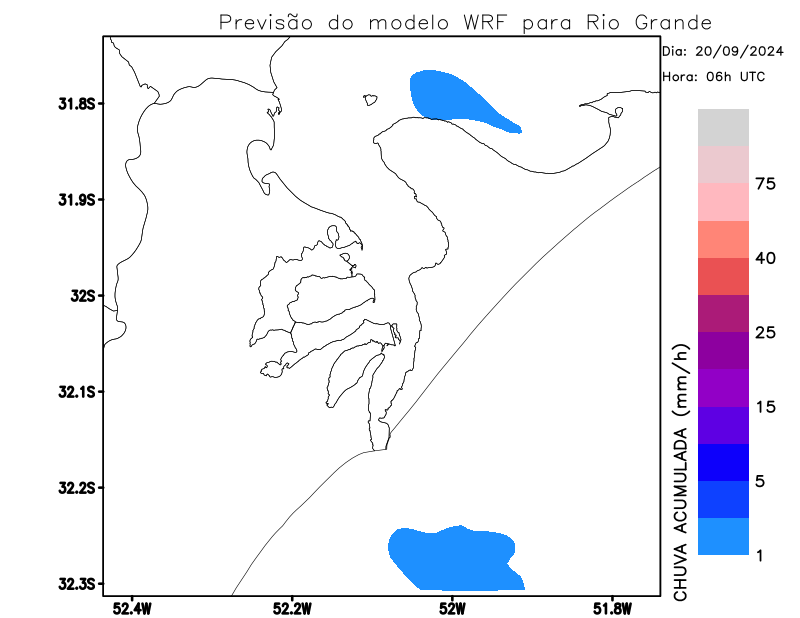 Previsão do modelo WRF para Rio Grande
Dia: 20/09/2024
Hora: 06h UTC
31.8S
31.9S
32S
32.1S
32.2S
32.3S
52.4W
52.2W
52W
51.8W
75
40
25
15
5
1
CHUVA ACUMULADA (mm/h)